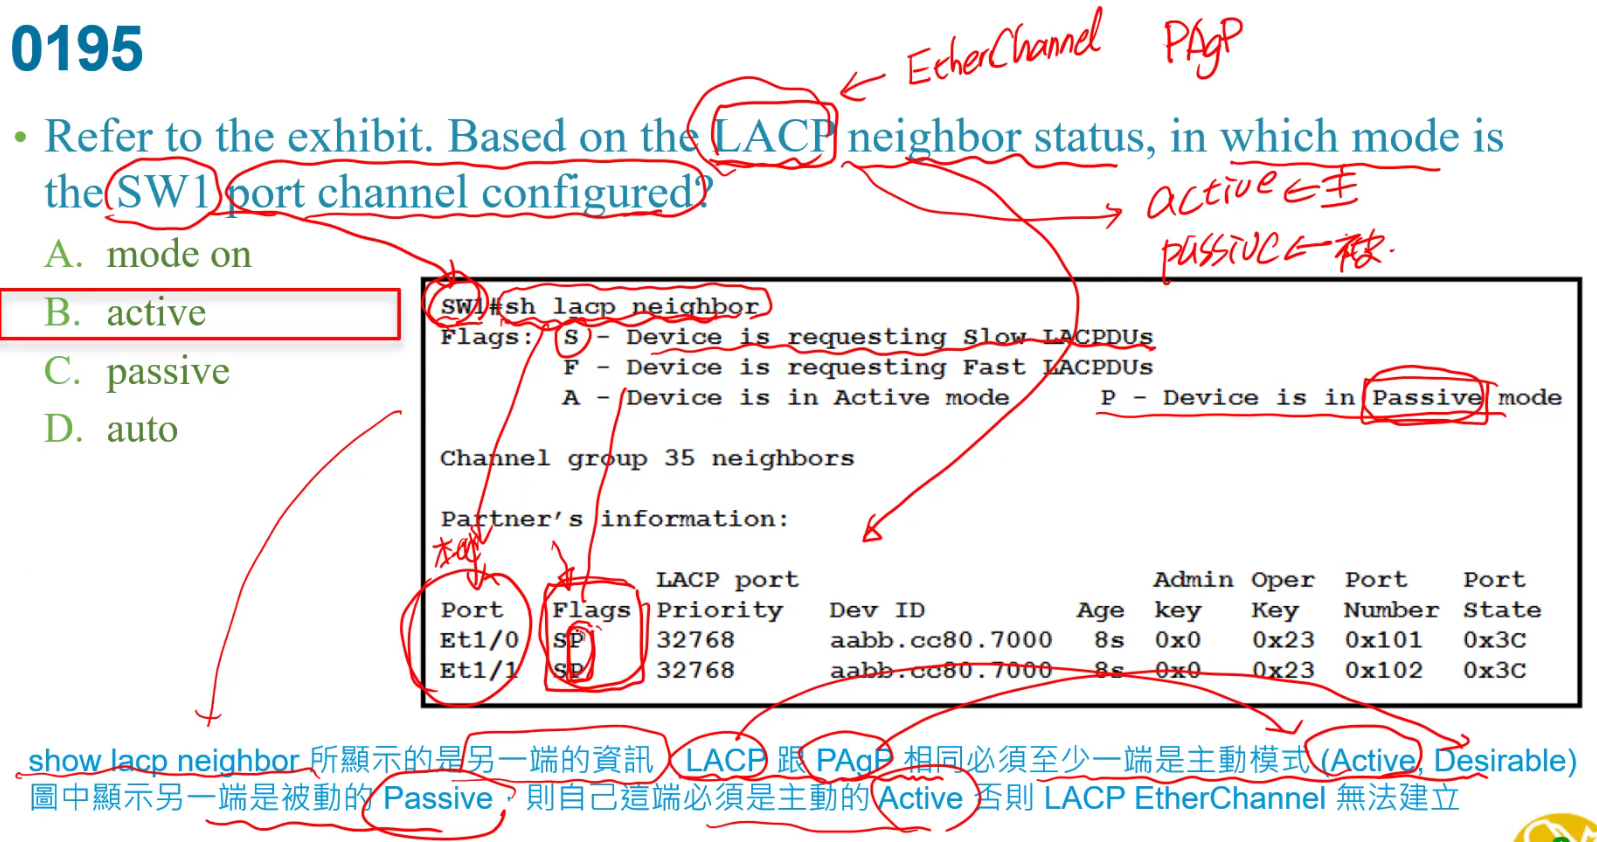 0195
EtherChannel PAgP
• Refer to the exhibit. Based on the LACP neighbor status, in which mode is
the SW1 port channel configured?
active ← 主
passive ← 被.
A. mode on
B. active
C. passive
D. auto
SW1#sh lacp neighbor
Flags: S - Device is requesting Slow LACPDUs
F - Device is requesting Fast LACPDUs
A - Device is in Active mode P - Device is in Passive mode
Channel group 35 neighbors
Partner's information:
LACP port Admin Oper Port Port
Port Flags Priority Dev ID Age key Key Number State
Et1/0 SP 32768 aabb.cc80.7000 8s 0x0 0x23 0x101 0x3C
Et1/1 SP 32768 aabb.cc80.7000 8s 0x0 0x23 0x102 0x3C
show lacp neighbor 所顯示的是另一端的資訊 LACP 跟 PAgP 相同必須至少一端是主動模式 (Active, Desirable)
圖中顯示另一端是被動的 Passive，則自己這端必須是主動的 Active 否則 LACP EtherChannel 無法建立